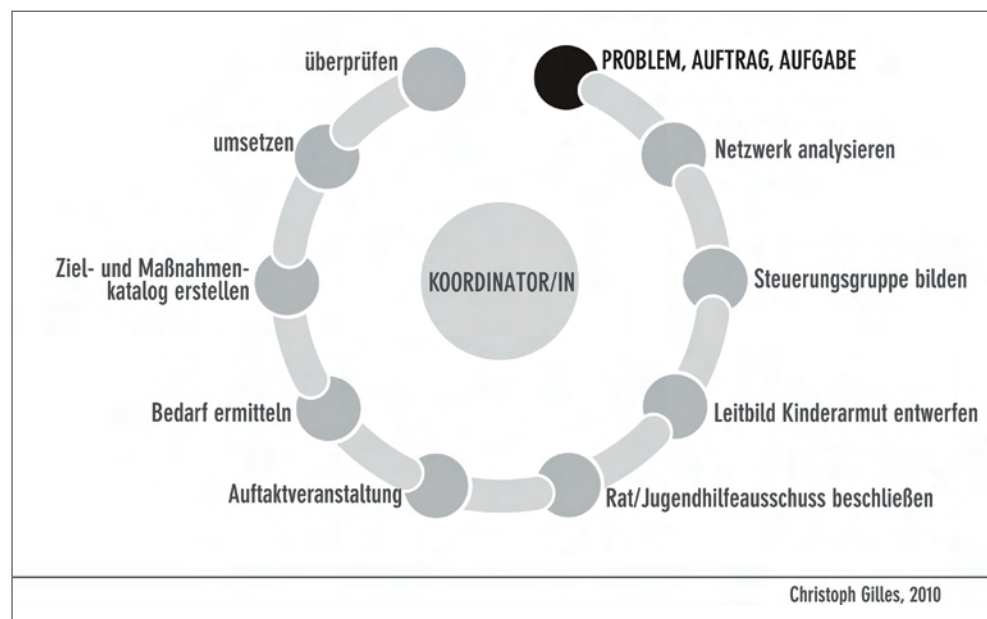 PROBLEM, AUFTRAG, AUFGABE
Netzwerk analysieren
Steuerungsgruppe bilden
Leitbild Kinderarmut entwerfen
Rat/Jugendhilfeausschuss beschließen
Auftaktveranstaltung
Bedarf ermitteln
Ziel- und Maßnahmen-
katalog erstellen
umsetzen
überprüfen
KOORDINATOR/IN
Christoph Gilles, 2010